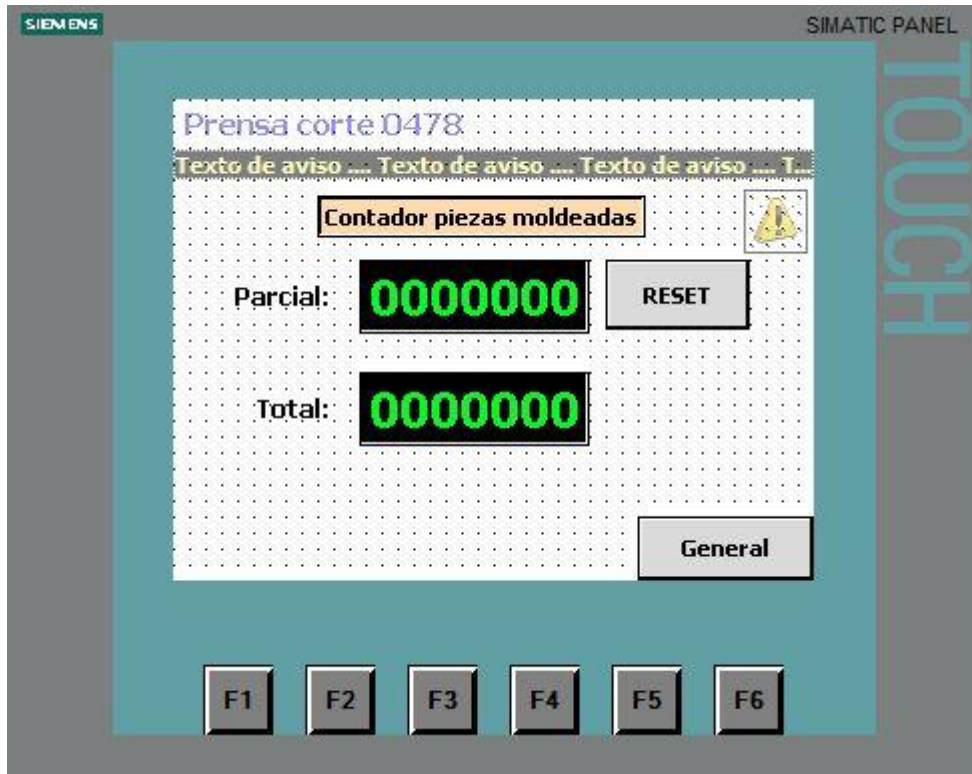 SIEMENS
SIMATIC PANEL
TOUCH
Prensa corte 0478
Texto de aviso .... Texto de aviso .... Texto de aviso .... T...
Contador piezas moldeadas
Parcial: 0000000 RESET
Total: 0000000
General
F1 F2 F3 F4 F5 F6